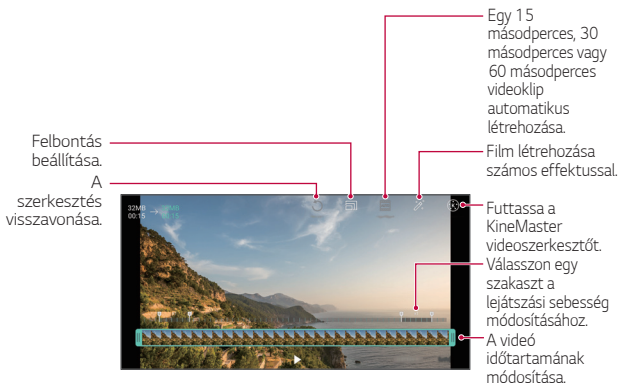 Egy 15
másodperces, 30
másodperces vagy
60 másodperces
videoklip
automatikus
létrehozása.
Felbontás
beállítása.
A
szerkesztés
visszavonása.
Film létrehozása
számos effektussal.
32MB
00:15
Futtassa a
KineMaster
videoszerkesztőt.
Válasszon egy
szakaszt a
lejátszási sebesség
módosításához.
A videó
időtartamának
módosítása.